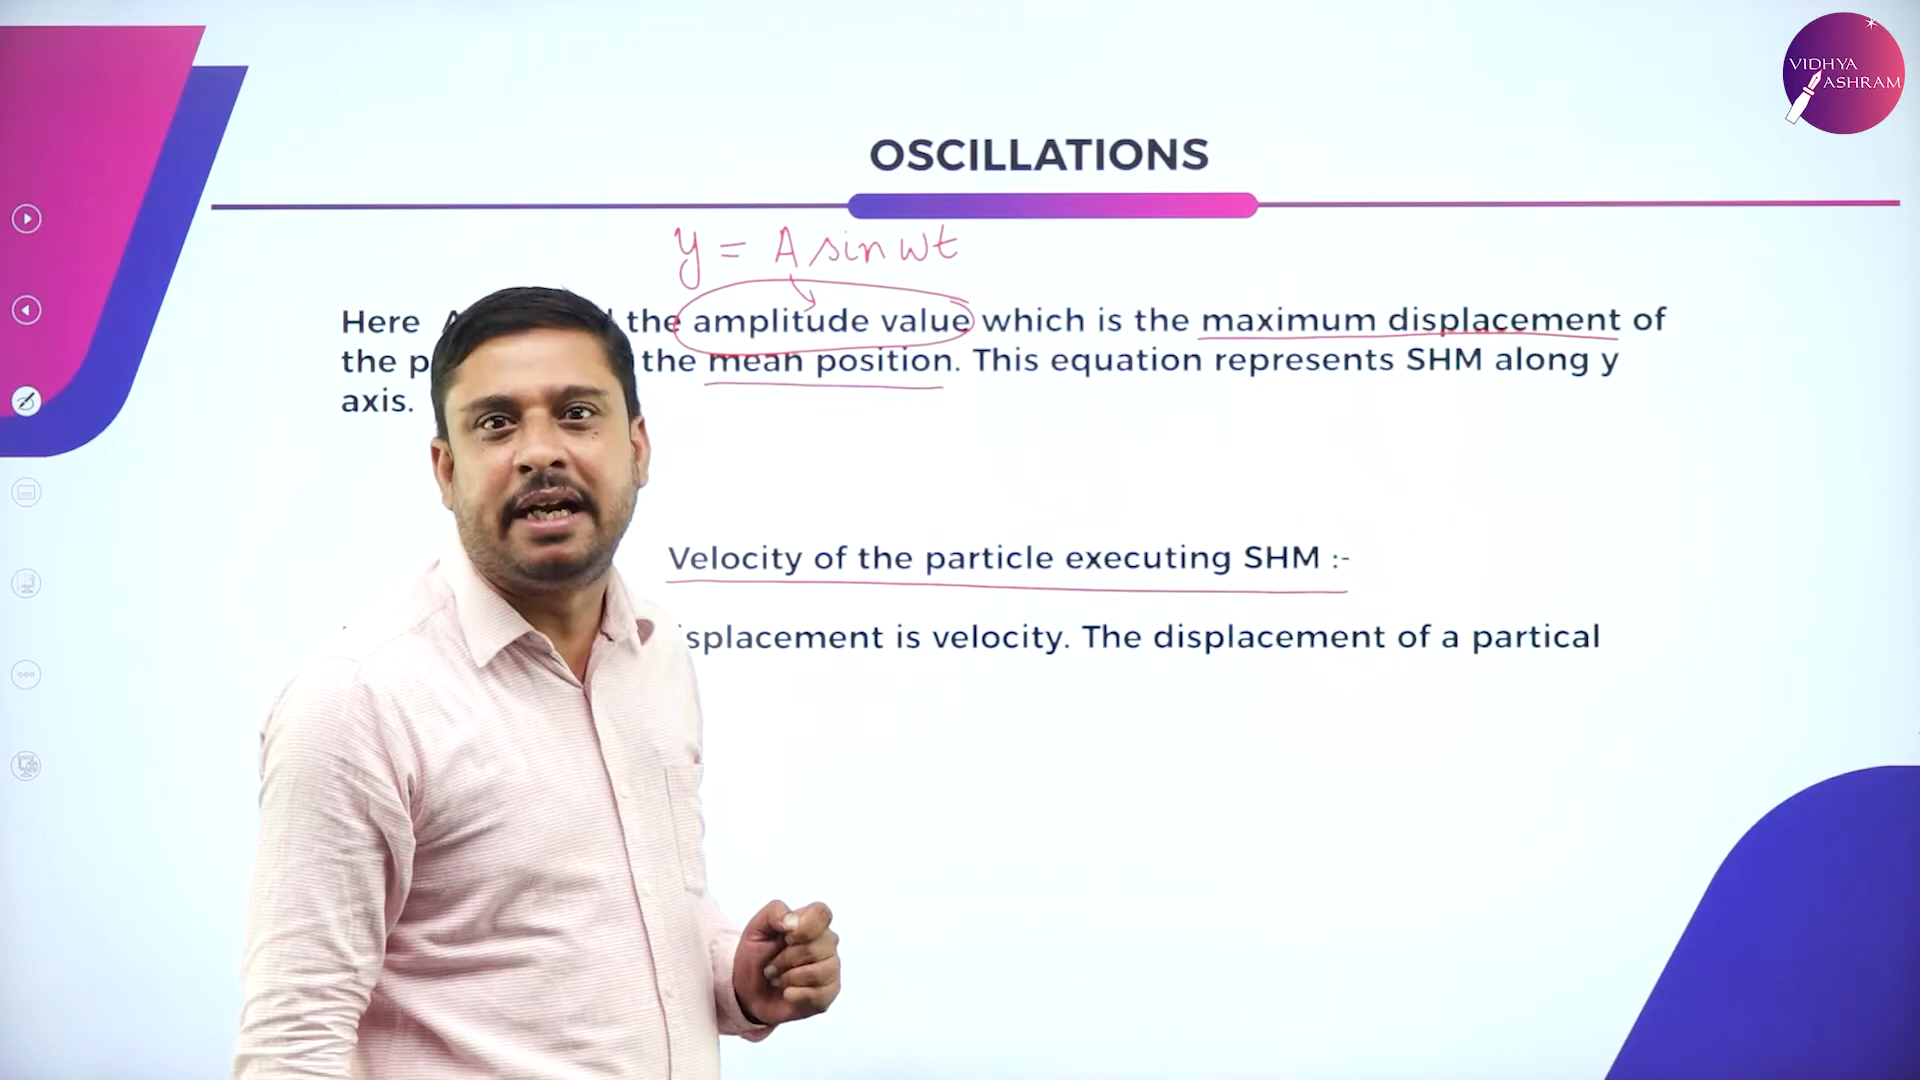 VIDHYA
ASHRAM
OSCILLATIONS
y = A sin wt
Here the amplitude value which is the maximum displacement of
the the mean position. This equation represents SHM along y
axis.
Velocity of the particle executing SHM :-
is velocity. The displacement of a partical